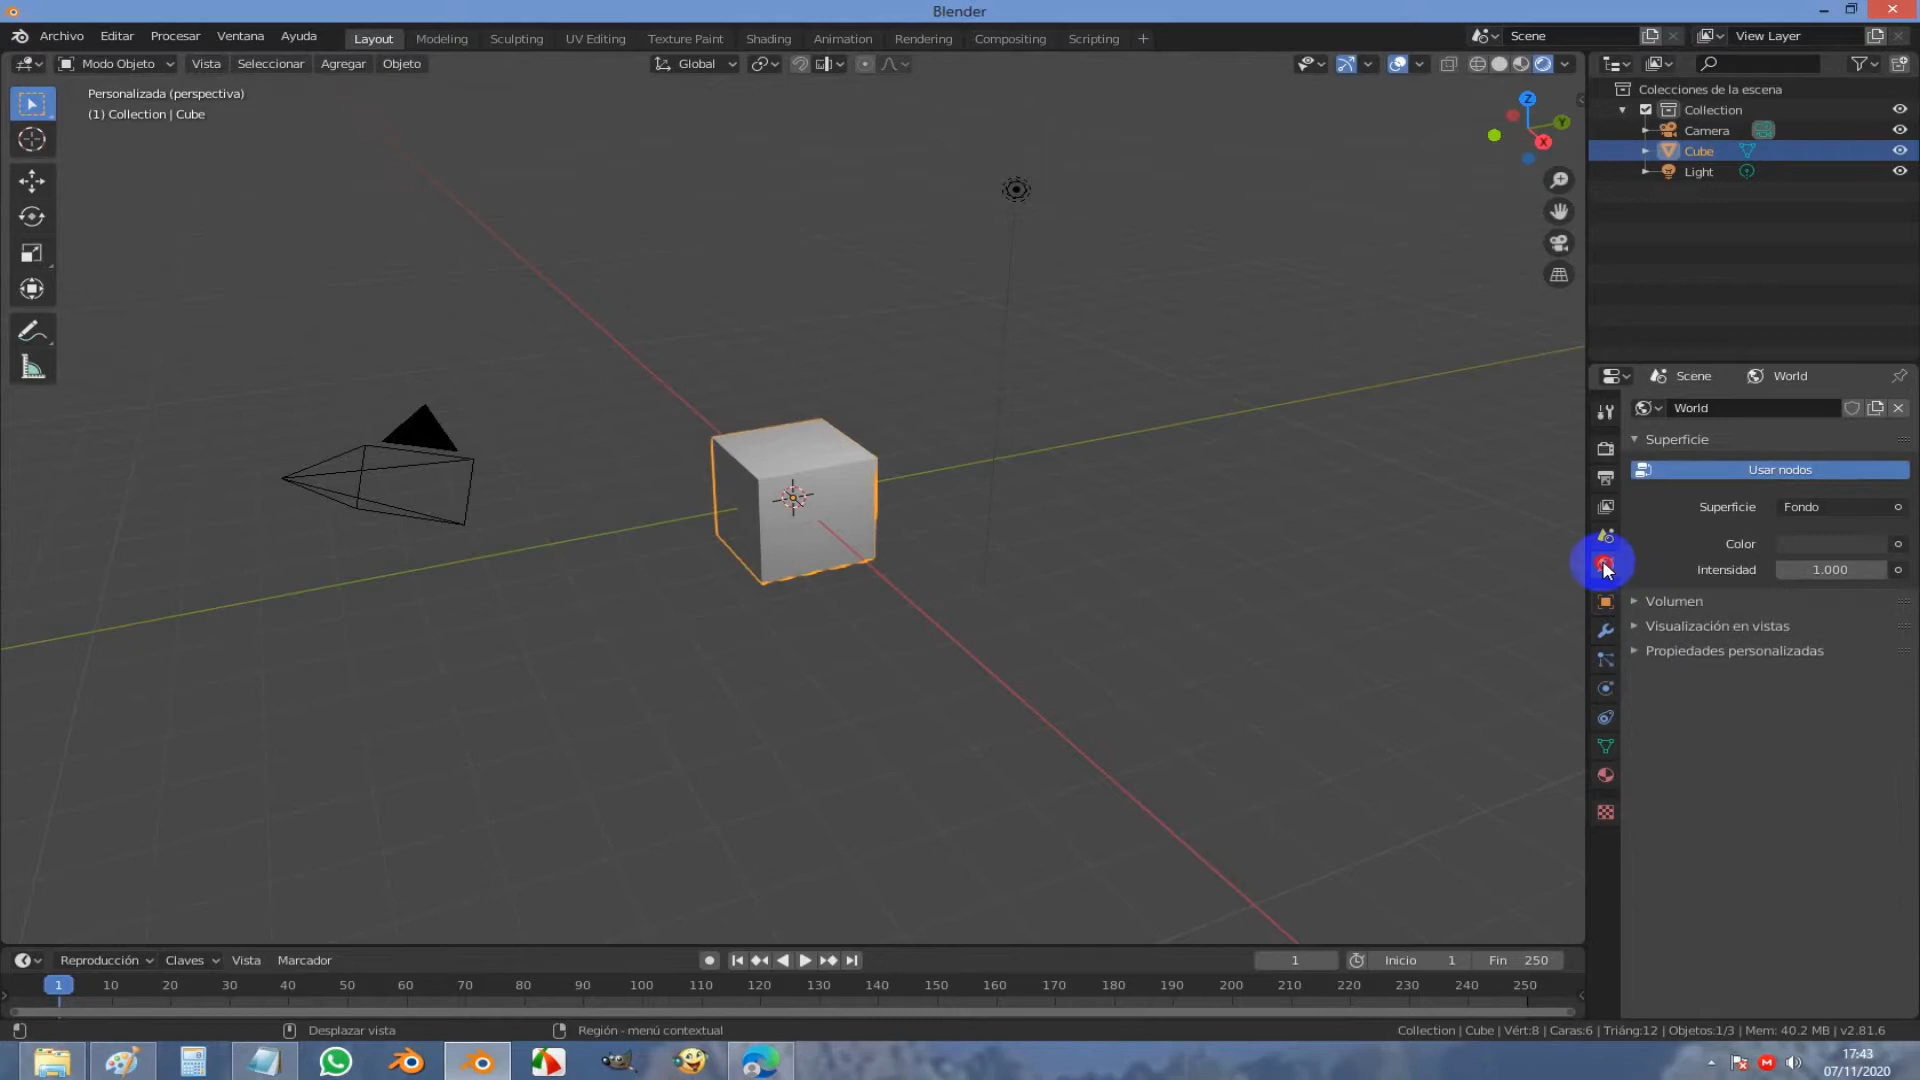 Blender
Archivo Editar Procesar Ventana Ayuda Layout Modeling Sculpting UV Editing Texture Paint Shading Animation Rendering Compositing Scripting + Scene View Layer
Modo Objeto Vista Seleccionar Agregar Objeto Global
Personalizada (perspectiva)
(1) Collection | Cube
Z
Y
X
Colecciones de la escena
Collection
Camera
Cube
Light
Scene World
World
Superficie
Usar nodos
Superficie Fondo
Color
Intensidad 1.000
Volumen
Visualización en vistas
Propiedades personalizadas
Reproducción Claves Vista Marcador 1 Inicio 1 Fin 250
1 10 20 30 40 50 60 70 80 90 100 110 120 130 140 150 160 170 180 190 200 210 220 230 240 250
Desplazar vista Región - menú contextual Collection | Cube | Vért:8 | Caras:6 | Triáng:12 | Objetos:1/3 | Mem: 40.2 MB | v2.81.6
17:43
07/11/2020